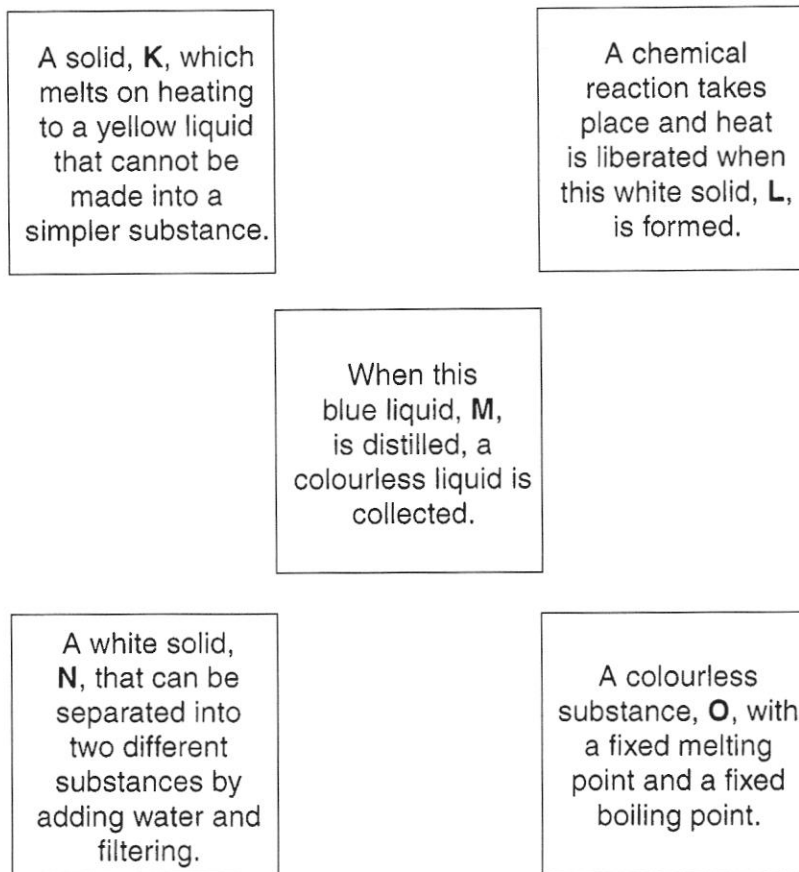 A solid, K, which
melts on heating
to a yellow liquid
that cannot be
made into a
simpler substance.
A chemical
reaction takes
place and heat
is liberated when
this white solid, L,
is formed.
When this
blue liquid, M,
is distilled, a
colourless liquid is
collected.
A white solid,
N, that can be
separated into
two different
substances by
adding water and
filtering.
A colourless
substance, O, with
a fixed melting
point and a fixed
boiling point.